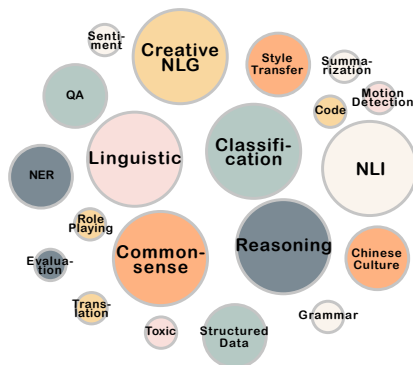 Senti-
ment
Creative
NLG
Style
Transfer
Summa-
rization
Motion
Detection
QA
Code
Linguistic
Classifi-
cation
NLI
NER
Role
Playing
Reasoning
Common-
sense
Chinese
Culture
Evalua-
tion
Trans-
lation
Toxic
Structured
Data
Grammar